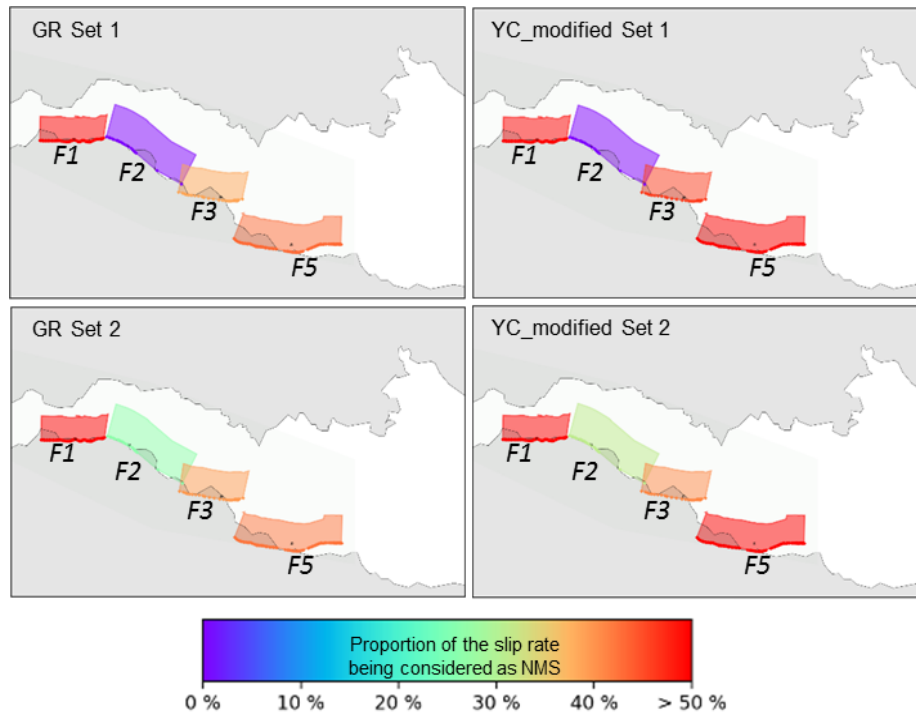 GR Set 1
F1
F2
F3
F5
YC_modified Set 1
F1
F2
F3
F5
GR Set 2
F1
F2
F3
F5
YC_modified Set 2
F1
F2
F3
F5
Proportion of the slip rate
being considered as NMS
0 % 10 % 20 % 30 % 40 % > 50 %